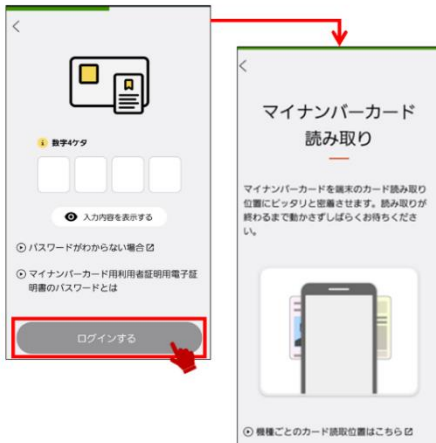 数字4ケタ
入力内容を表示する
パスワードがわからない場合
マイナンバーカード用利用者証明用電子証
明書のパスワードとは
ログインする
マイナンバーカード
読み取り
マイナンバーカードを端末のカード読み取り
位置にピッタリと密着させます。読み取りが
終わるまで動かさずしばらくお待ちくださ
い。
機種ごとのカード読取位置はこちら